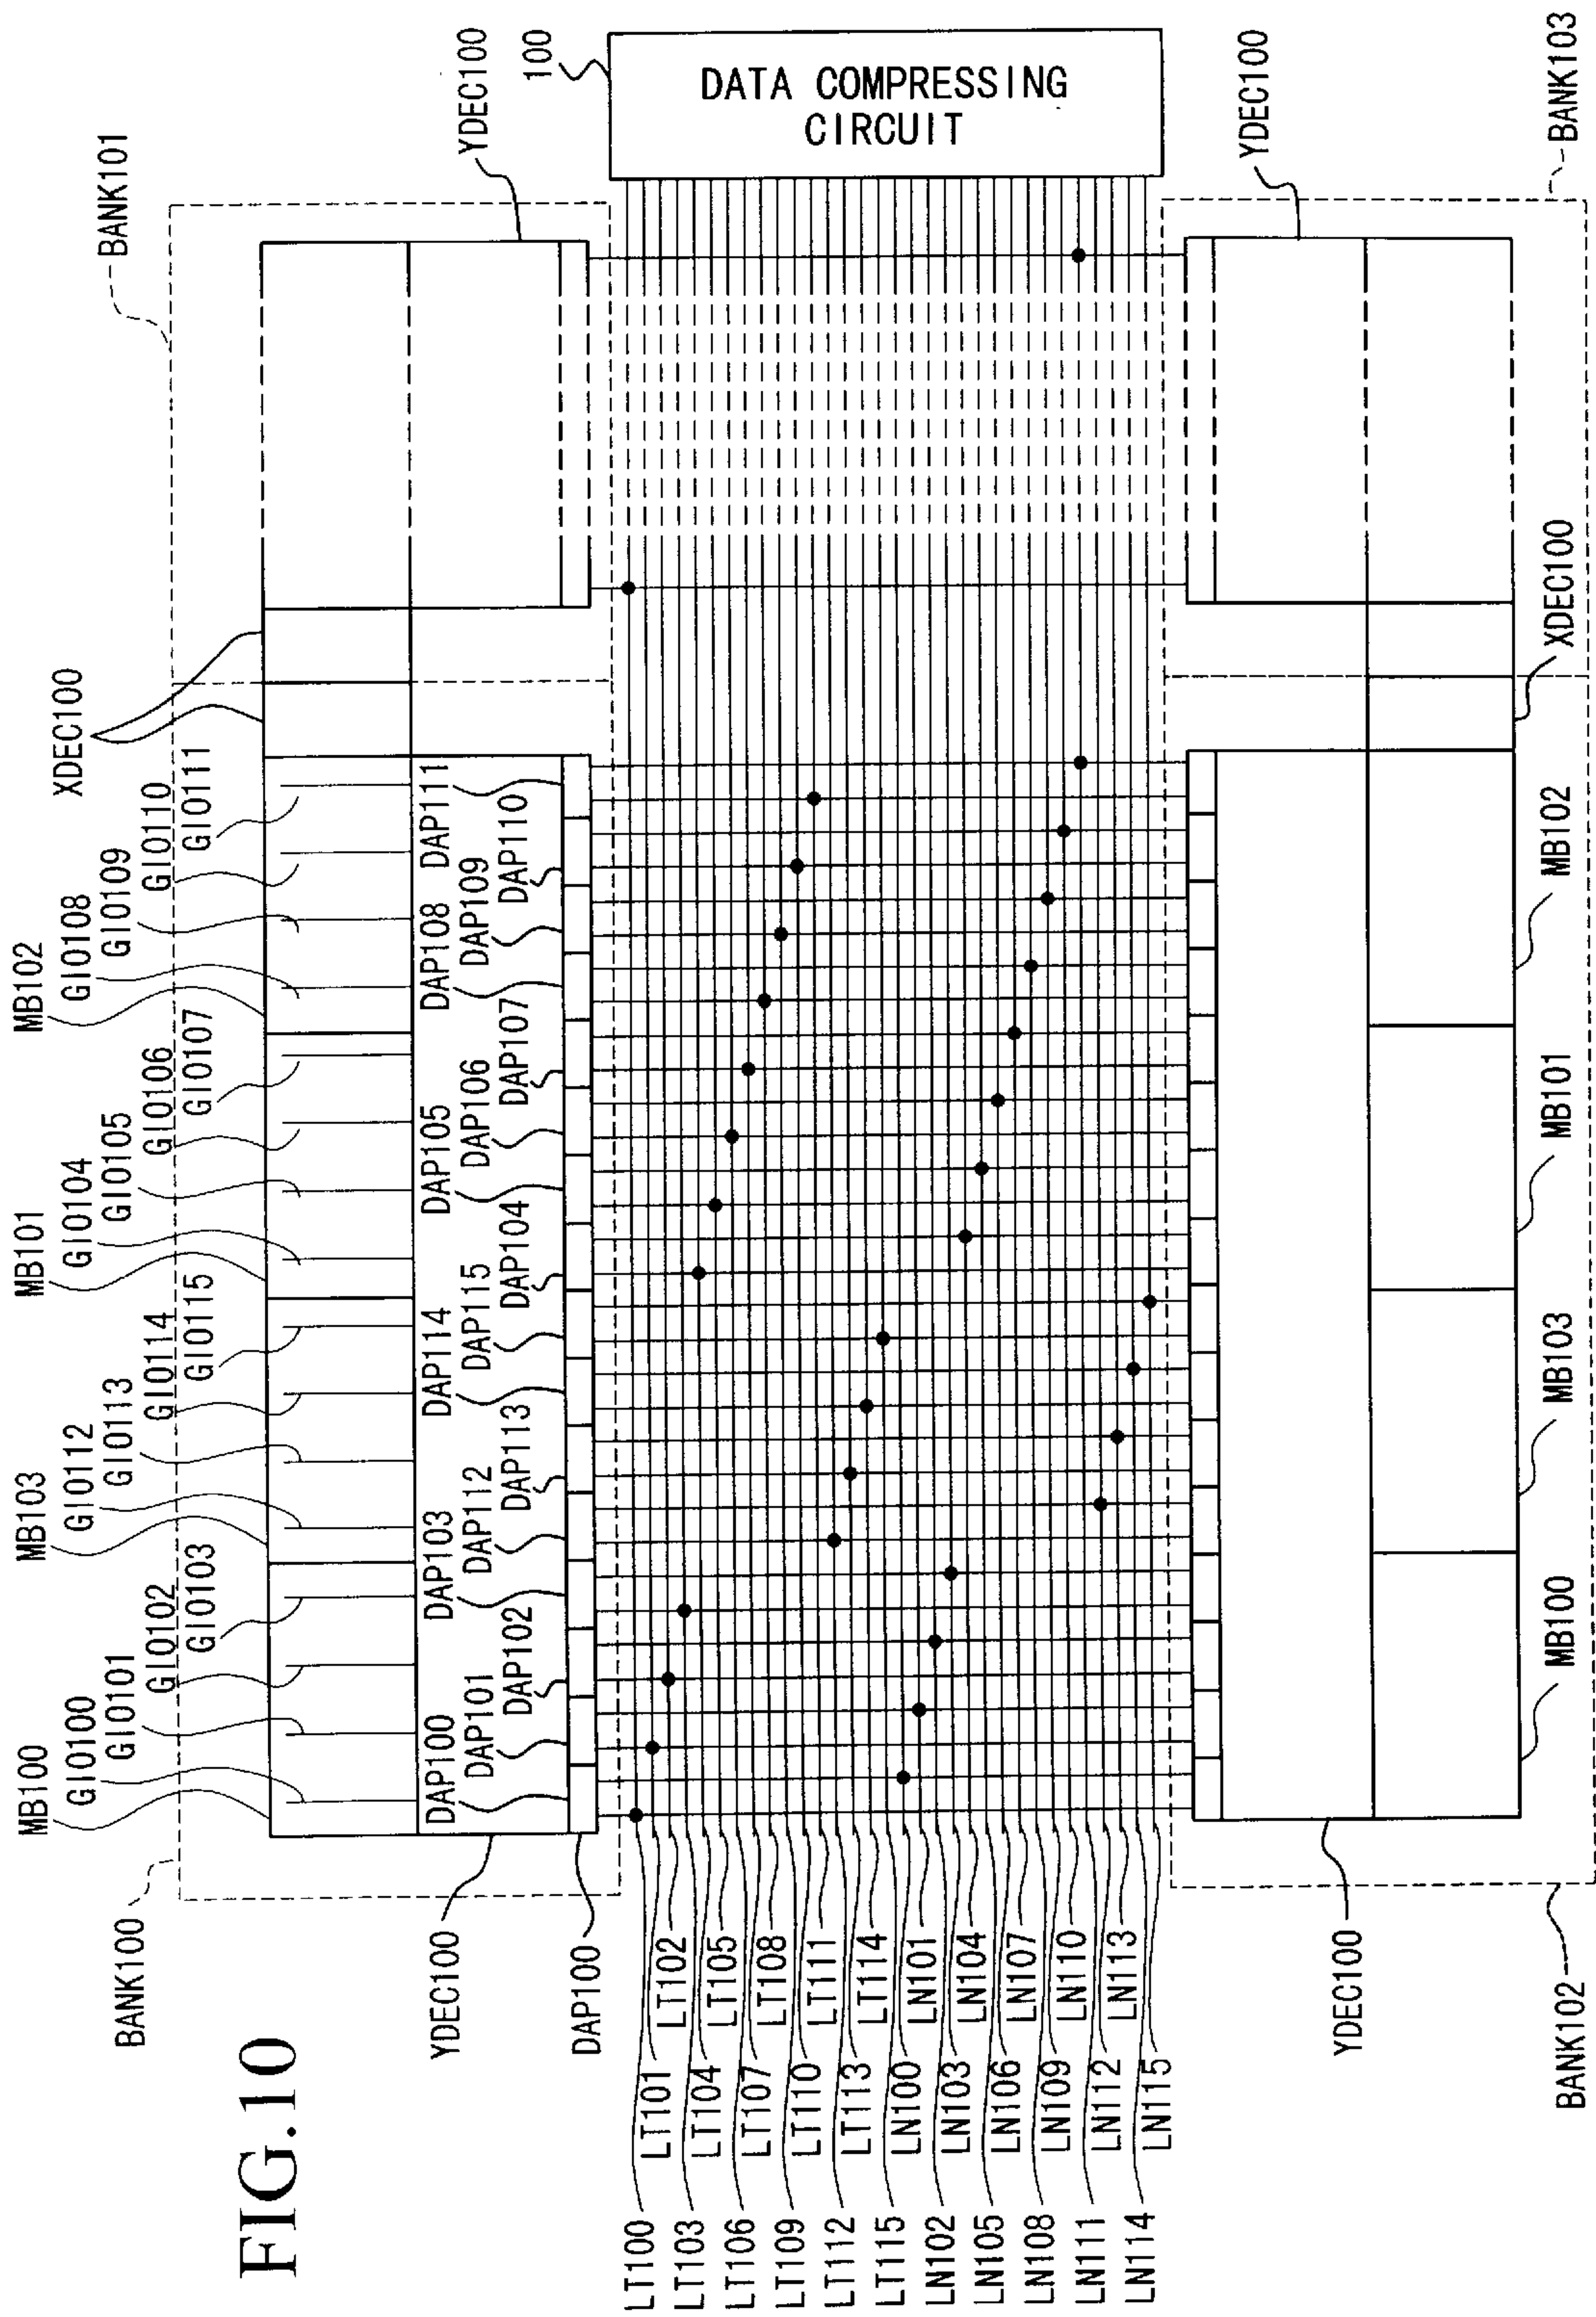 FIG.10
BANK100
BANK101
MB100
GIO100
GIO101
GIO102
GIO103
MB103
GIO112
GIO113
GIO114
GIO115
MB101
GIO104
GIO105
GIO106
GIO107
MB102
GIO108
GIO109
GIO110
GIO111
XDEC100
YDEC100
YDEC100
DAP100
DAP100
DAP101
DAP102
DAP103
DAP112
DAP113
DAP114
DAP115
DAP104
DAP105
DAP106
DAP107
DAP108
DAP109
DAP110
DAP111
100
DATA COMPRESSING
CIRCUIT
LT100
LT101
LT102
LT103
LT104
LT105
LT106
LT107
LT108
LT109
LT110
LT111
LT112
LT113
LT114
LT115
LN100
LN101
LN102
LN103
LN104
LN105
LN106
LN107
LN108
LN109
LN110
LN111
LN112
LN113
LN114
LN115
YDEC100
YDEC100
BANK102
MB100
MB103
MB101
MB102
XDEC100
BANK103